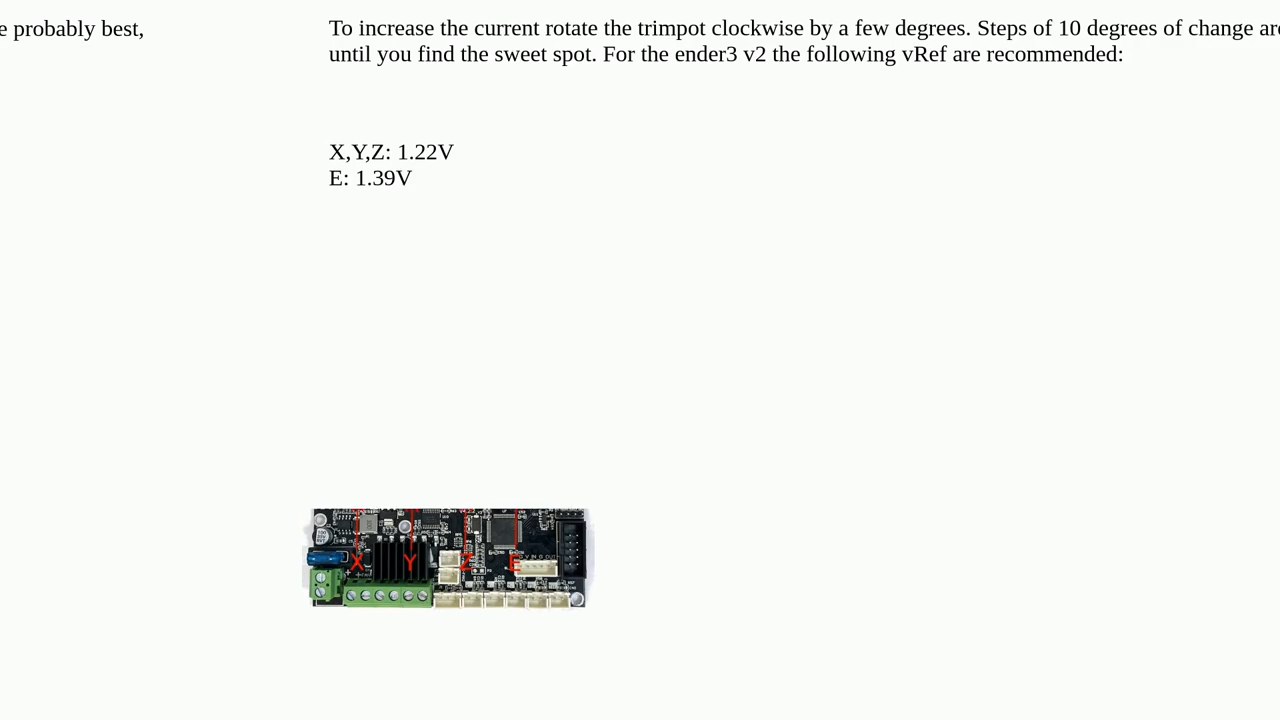 e probably best,
To increase the current rotate the trimpot clockwise by a few degrees. Steps of 10 degrees of change are
until you find the sweet spot. For the ender3 v2 the following vRef are recommended:
X,Y,Z: 1.22V
E: 1.39V
X Y Z E